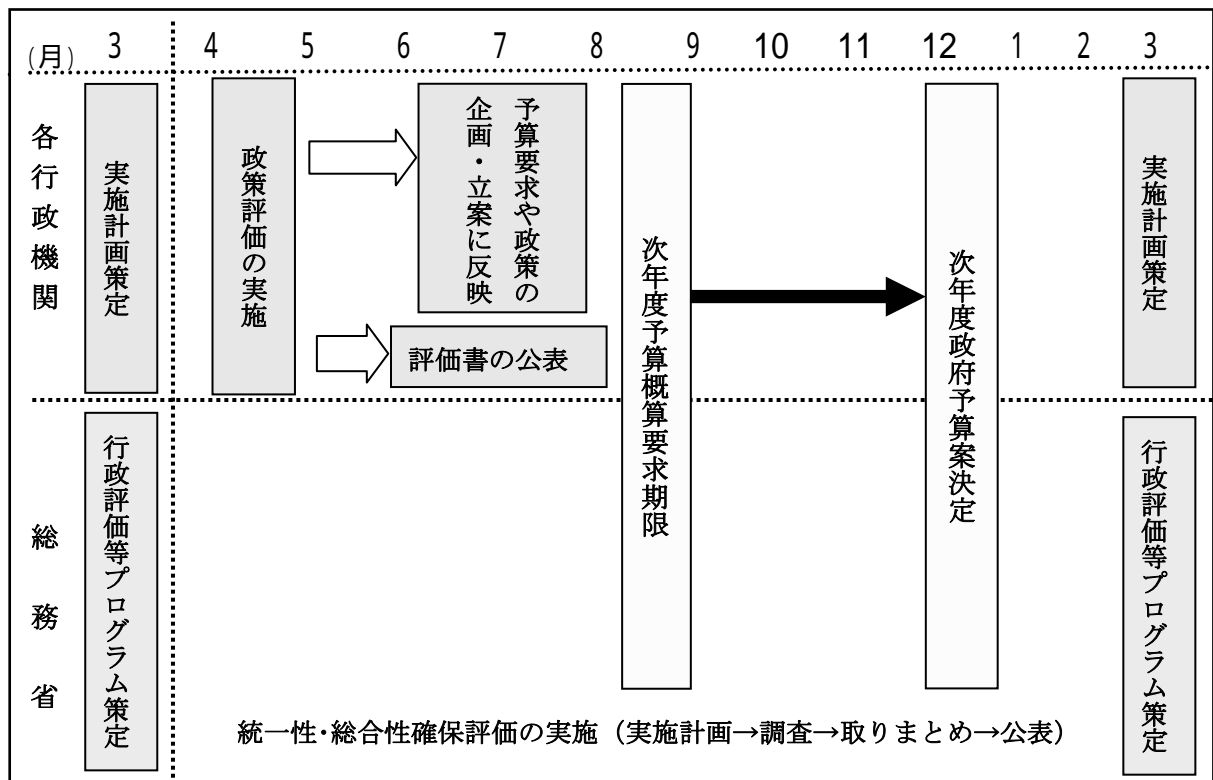 (月) 3 4 5 6 7 8 9 10 11 12 1 2 3
各行政機関
実施計画策定
政策評価の実施
予算要求や政策の
企画・立案に反映
評価書の公表
次年度予算概算要求期限
次年度政府予算案決定
実施計画策定
総務省
行政評価等プログラム策定
統一性・総合性確保評価の実施（実施計画→調査→取りまとめ→公表）
行政評価等プログラム策定